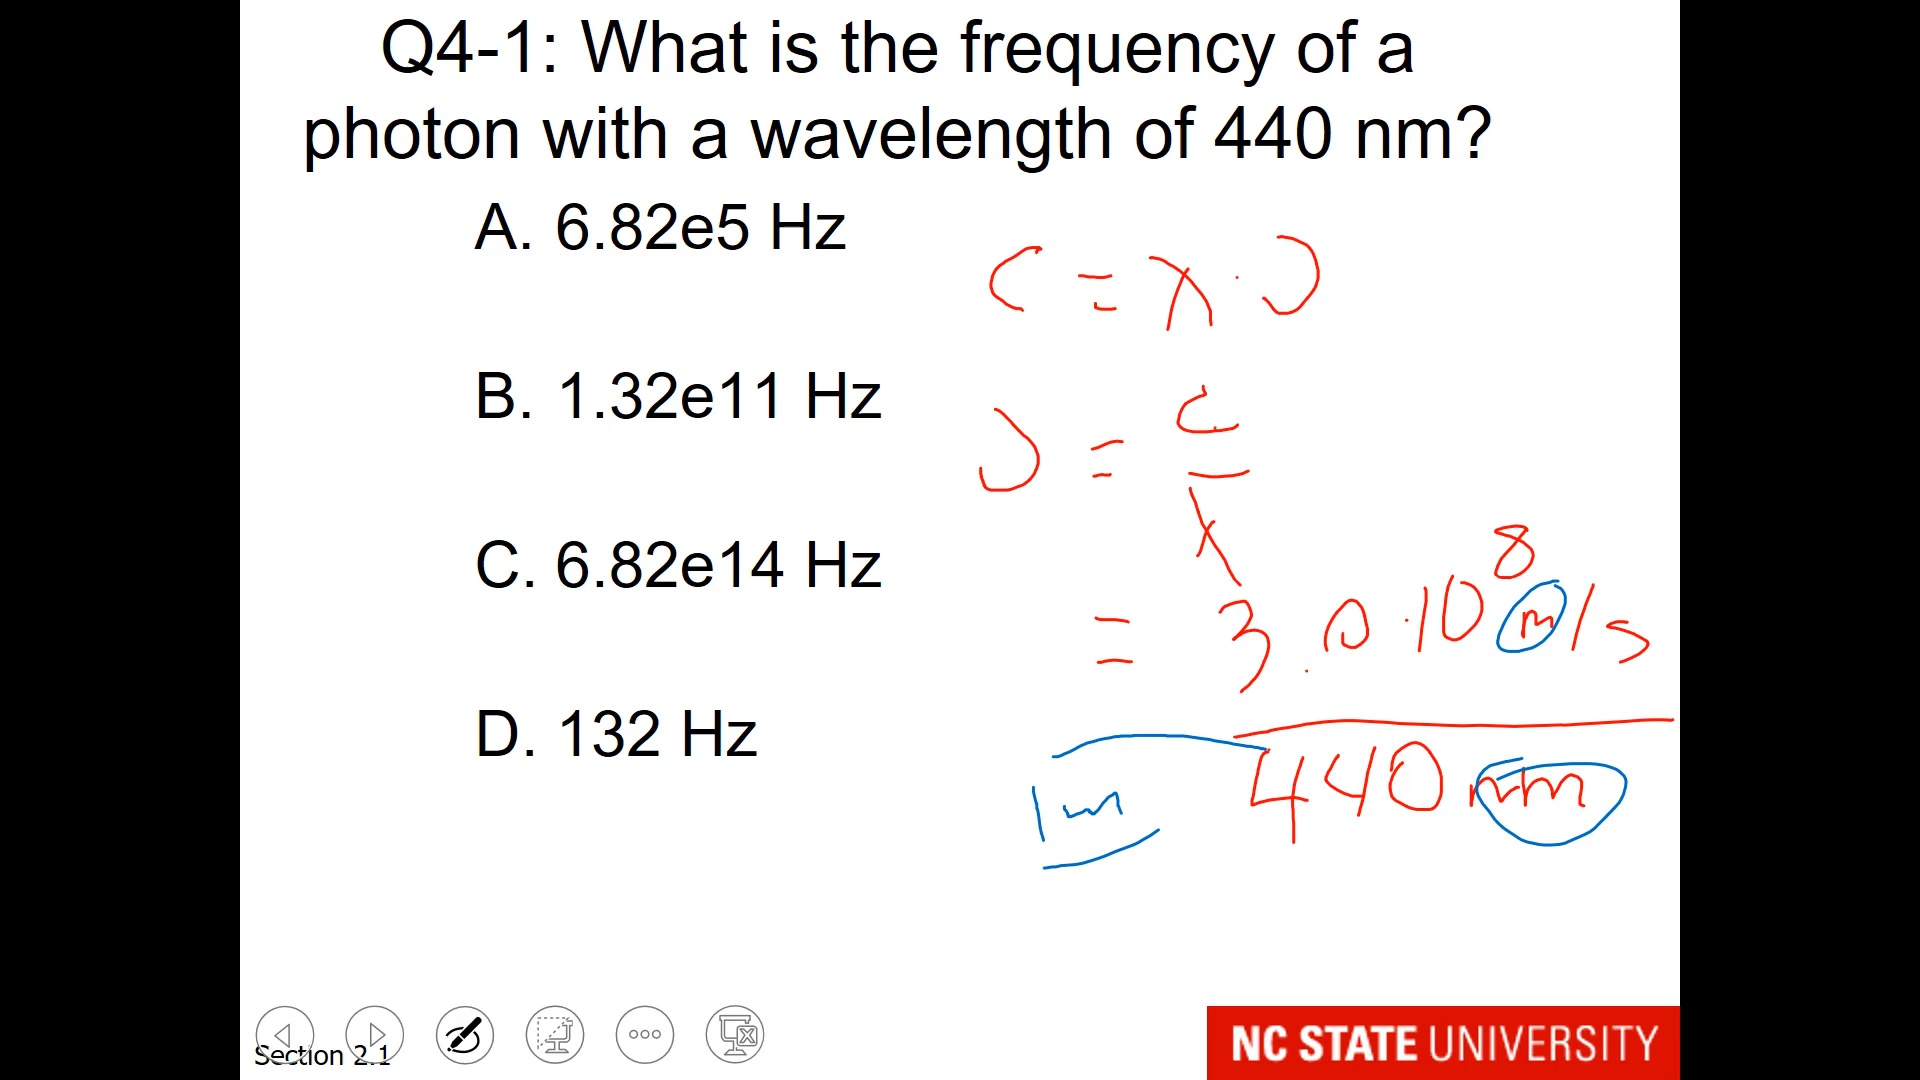 Q4-1: What is the frequency of a
photon with a wavelength of 440 nm?
A. 6.82e5 Hz
B. 1.32e11 Hz
C. 6.82e14 Hz
D. 132 Hz
c = λ · ν
ν = c
λ
= 3.0 · 10⁸ m/s
440 nm
1 m
Section 2.1
NC STATE UNIVERSITY